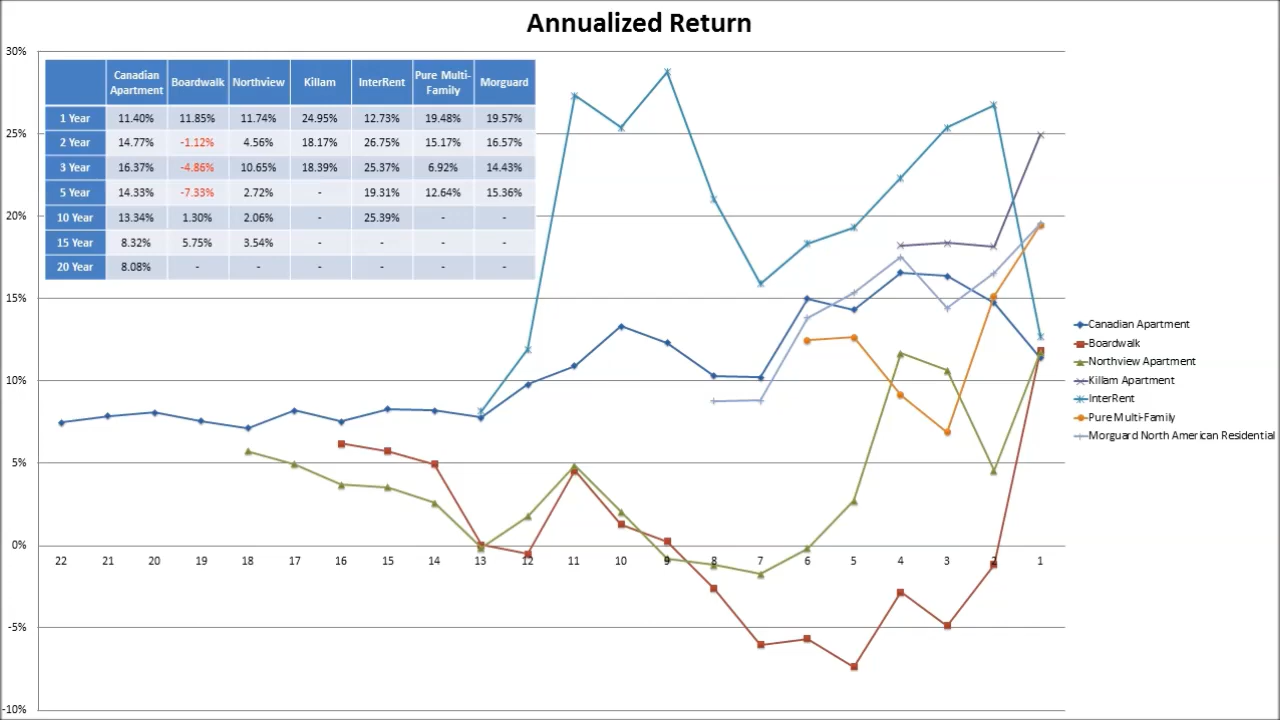 Annualized Return
30%
25%
20%
15%
10%
5%
0%
-5%
-10%
Canadian Apartment Boardwalk Northview Killam InterRent Pure Multi-Family Morguard
1 Year 11.40% 11.85% 11.74% 24.95% 12.73% 19.48% 19.57%
2 Year 14.77% -1.12% 4.56% 18.17% 26.75% 15.17% 16.57%
3 Year 16.37% -4.86% 10.65% 18.39% 25.37% 6.92% 14.43%
5 Year 14.33% -7.33% 2.72% - 19.31% 12.64% 15.36%
10 Year 13.34% 1.30% 2.06% - 25.39% - -
15 Year 8.32% 5.75% 3.54% - - - -
20 Year 8.08% - - - - - -
22 21 20 19 18 17 16 15 14 13 12 11 10 9 8 7 6 5 4 3 2 1
Canadian Apartment
Boardwalk
Northview Apartment
Killam Apartment
InterRent
Pure Multi-Family
Morguard North American Residential